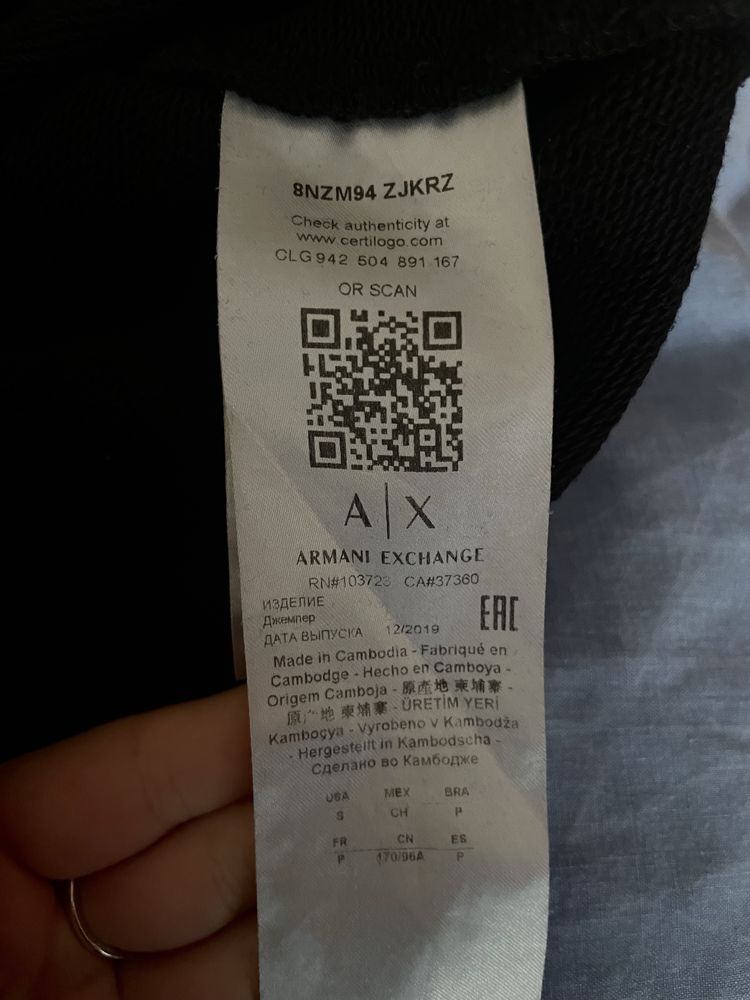 8NZM94 ZJKRZ
Check authenticity at
www.certilogo.com
CLG 942 504 891 167
OR SCAN
A|X
ARMANI EXCHANGE
RN#103723 CA#37360
ИЗДЕЛИЕ
Джемпер
ДАТА ВЫПУСКА 12/2019
EAC
Made in Cambodia - Fabriqué en
Cambodge - Hecho en Camboya -
Origem Camboja - 原產地 柬埔寨 -
原产地 柬埔寨 - ÜRETİM YERİ
Kamboçya - Vyrobeno v Kambodža
- Hergestellt in Kambodscha -
Сделано во Камбодже
USA MEX BRA
S CH P
FR CN ES
P 170/96A P